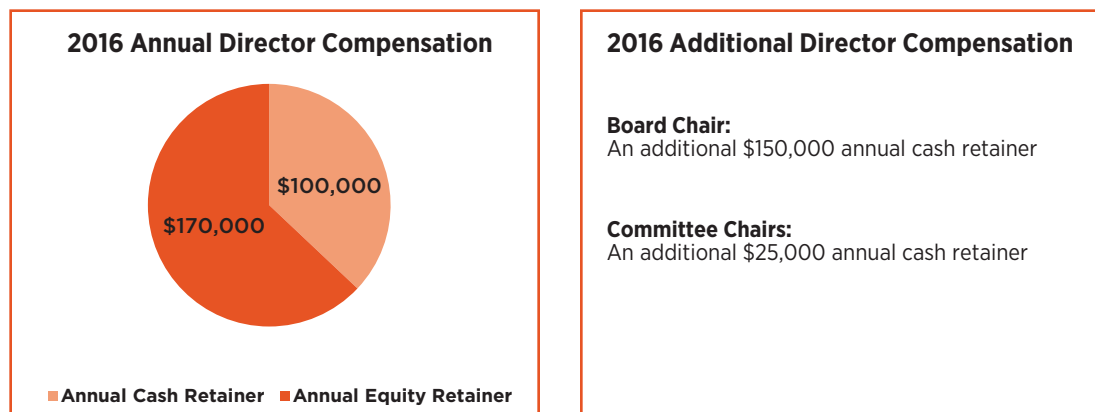 2016 Annual Director Compensation
$100,000
$170,000
Annual Cash Retainer Annual Equity Retainer
2016 Additional Director Compensation
Board Chair:
An additional $150,000 annual cash retainer
Committee Chairs:
An additional $25,000 annual cash retainer